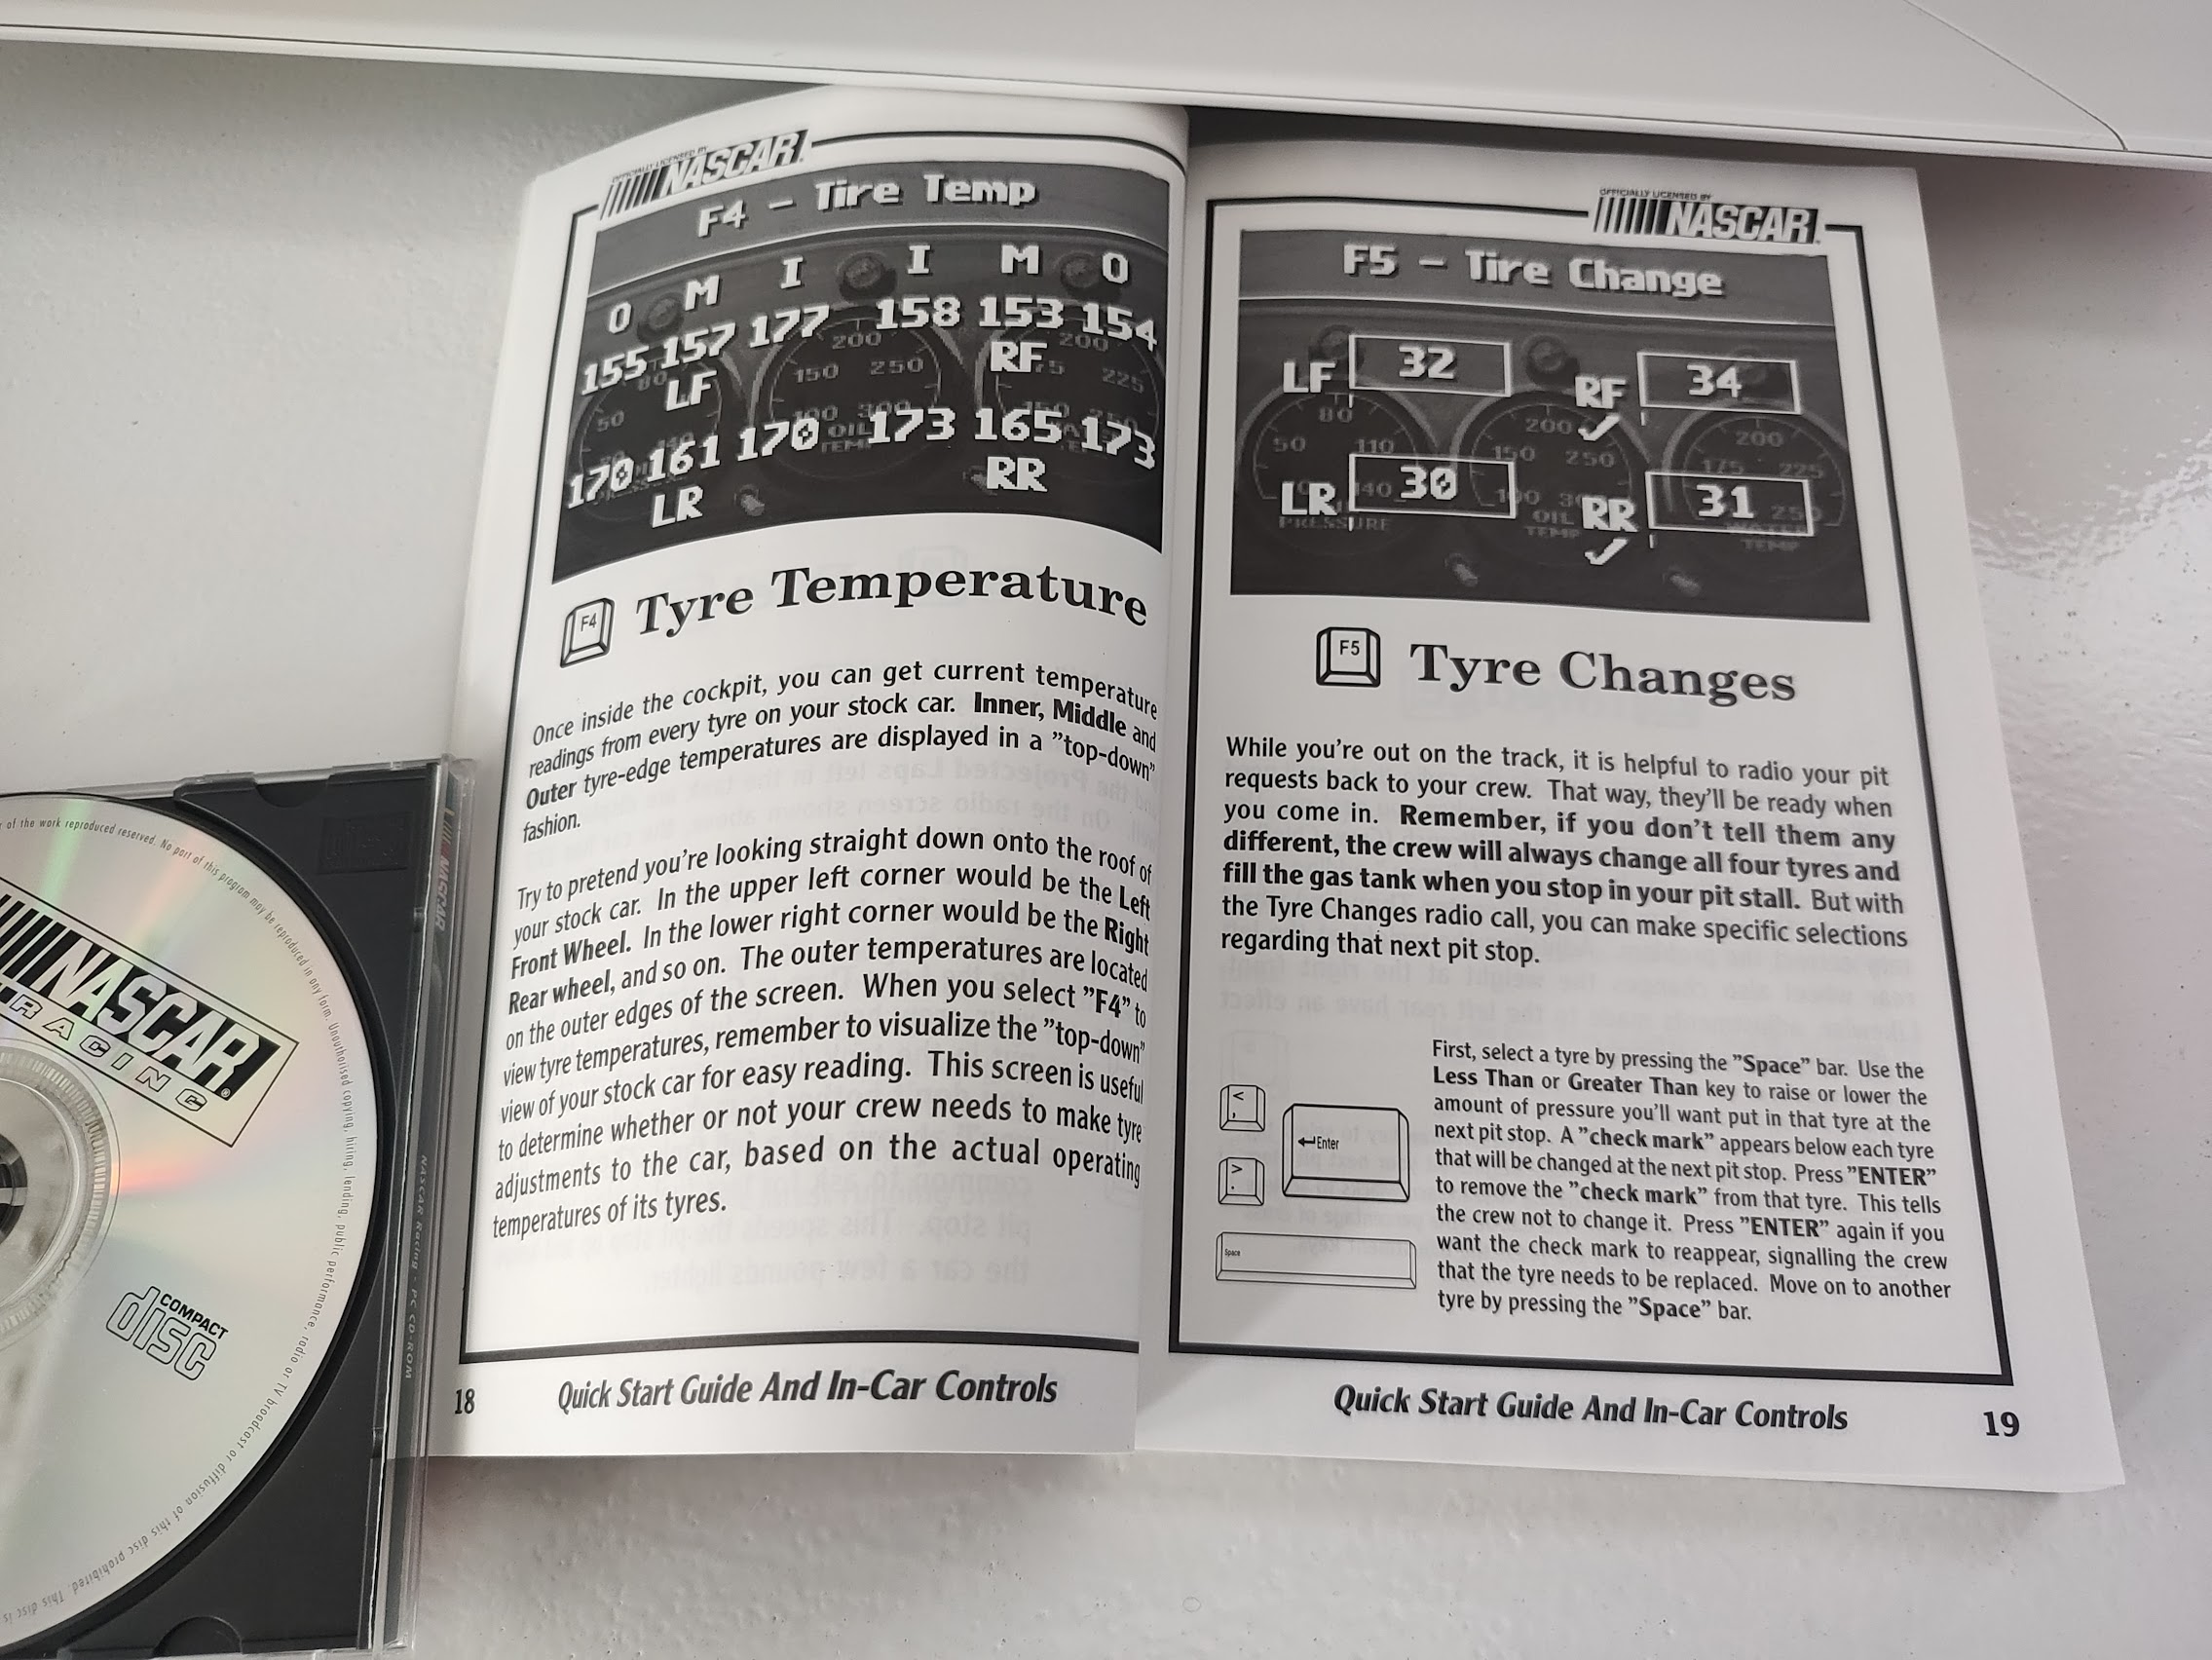 OFFICIALLY LICENSED BY
NASCAR
F4 - Tire Temp
O M I I M O
155 157 177 158 153 154
LF RF
170 161 170 173 165 173
LR RR
F4
Tyre Temperature
Once inside the cockpit, you can get current temperature
readings from every tyre on your stock car. Inner, Middle and
Outer tyre-edge temperatures are displayed in a "top-down"
fashion.
Try to pretend you're looking straight down onto the roof of
your stock car. In the upper left corner would be the Left
Front Wheel. In the lower right corner would be the Right
Rear wheel, and so on. The outer temperatures are located
on the outer edges of the screen. When you select "F4" to
view tyre temperatures, remember to visualize the "top-down"
view of your stock car for easy reading. This screen is useful
to determine whether or not your crew needs to make tyre
adjustments to the car, based on the actual operating
temperatures of its tyres.
18 Quick Start Guide And In-Car Controls
OFFICIALLY LICENSED BY
NASCAR
F5 - Tire Change
LF 32 RF 34
80 200 200
50 110 150 250 175 225
LR 30 RR 31
PRESSURE OIL TEMP TEMP
F5
Tyre Changes
While you're out on the track, it is helpful to radio your pit
requests back to your crew. That way, they'll be ready when
you come in. Remember, if you don't tell them any
different, the crew will always change all four tyres and
fill the gas tank when you stop in your pit stall. But with
the Tyre Changes radio call, you can make specific selections
regarding that next pit stop.
<
,
Enter
>
.
Space
First, select a tyre by pressing the "Space" bar. Use the
Less Than or Greater Than key to raise or lower the
amount of pressure you'll want put in that tyre at the
next pit stop. A "check mark" appears below each tyre
that will be changed at the next pit stop. Press "ENTER"
to remove the "check mark" from that tyre. This tells
the crew not to change it. Press "ENTER" again if you
want the check mark to reappear, signalling the crew
that the tyre needs to be replaced. Move on to another
tyre by pressing the "Space" bar.
Quick Start Guide And In-Car Controls 19
of the work reproduced reserved. No part of this program may be reproduced in any form. Unauthorised copying, hiring, lending, public performance, radio or TV broadcast or diffusion of this disc prohibited. This disc is
NASCAR
RACING
COMPACT
disc
NASCAR
NASCAR Racing - PC CD-ROM